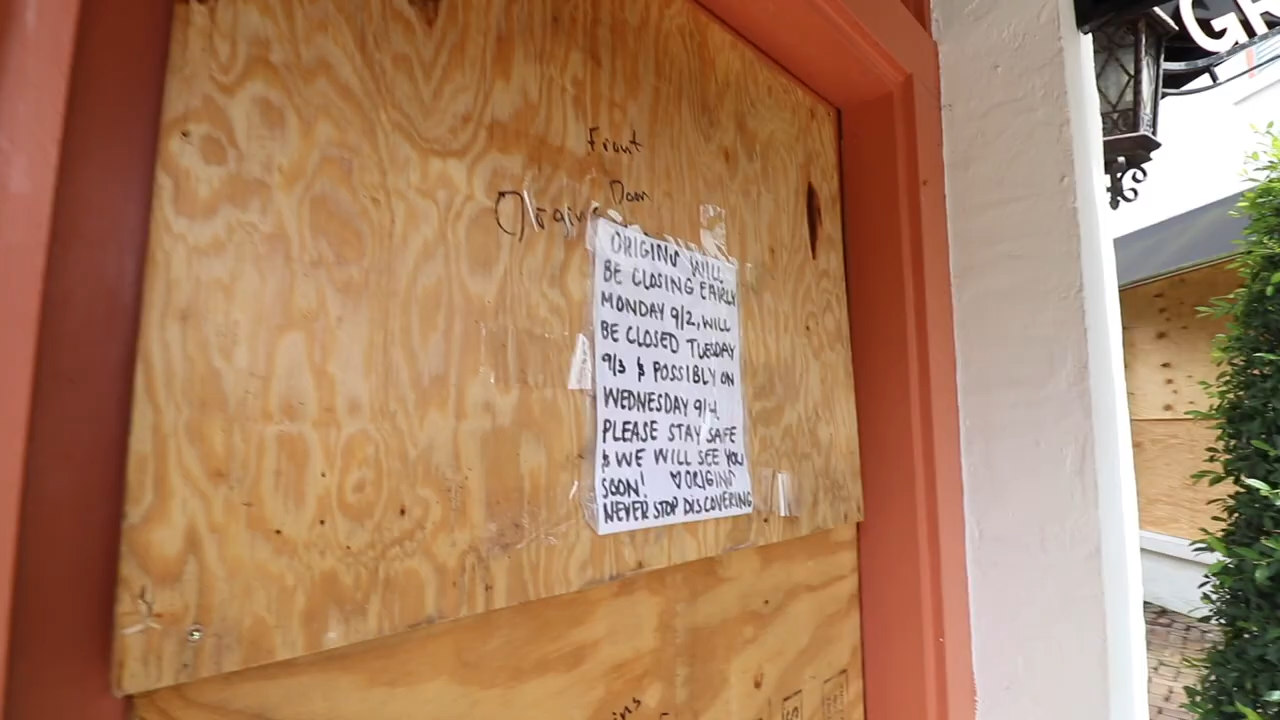 Front
Door
Origins
ORIGINS WILL
BE CLOSING EARLY
MONDAY 9/2, WILL
BE CLOSED TUESDAY
9/3 & POSSIBLY ON
WEDNESDAY 9/4.
PLEASE STAY SAFE
& WE WILL SEE YOU
SOON! ♡ ORIGINS
NEVER STOP DISCOVERING